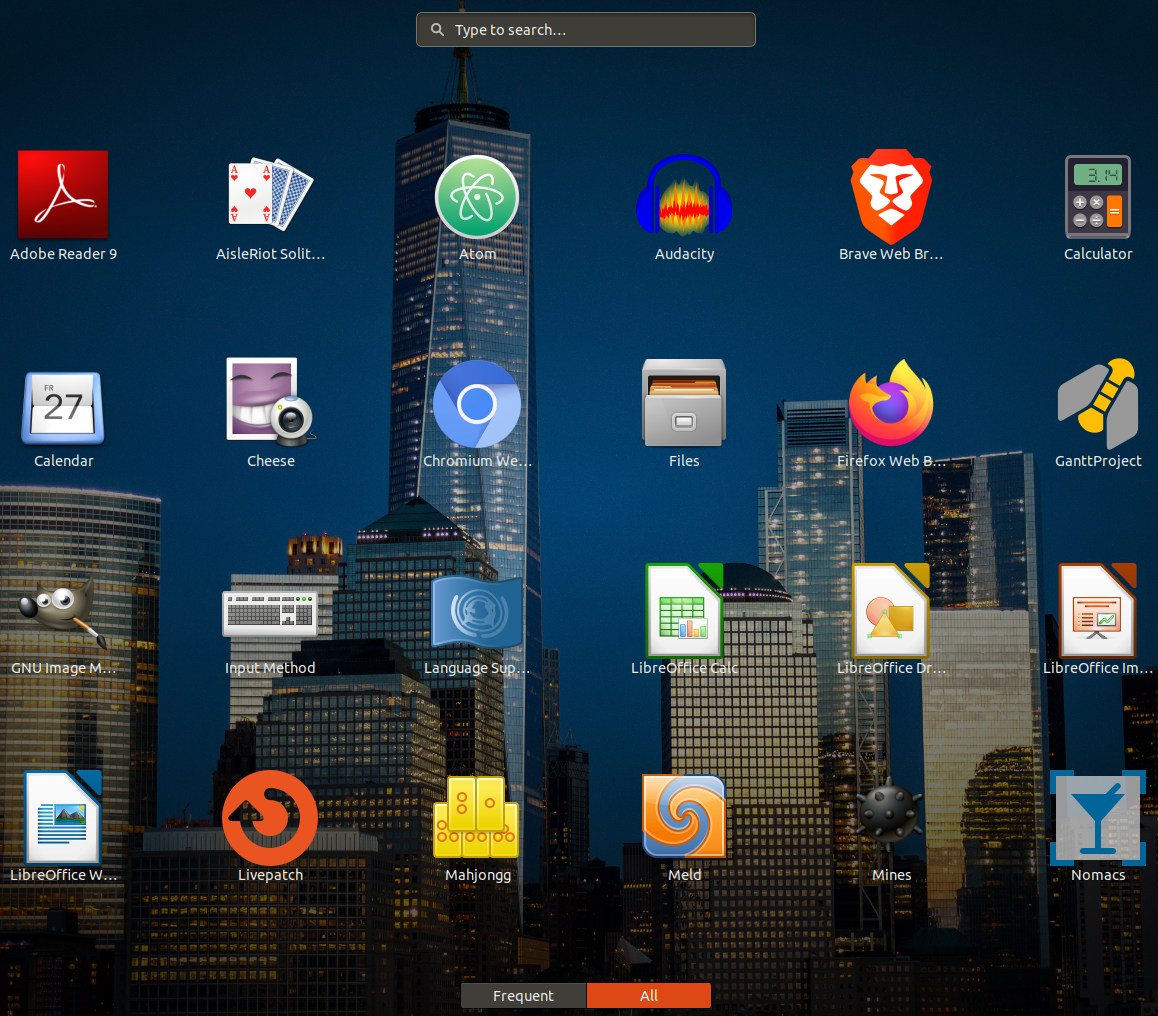 Type to search…
Adobe Reader 9
AisleRiot Solit…
Atom
Audacity
Brave Web Br…
3.14
Calculator
FR
27
Calendar
Cheese
Chromium We…
Files
Firefox Web B…
GanttProject
GNU Image M…
Input Method
Language Sup…
LibreOffice Calc
LibreOffice Dr…
LibreOffice Im…
LibreOffice W…
Livepatch
Mahjongg
Meld
Mines
Nomacs
Frequent
All